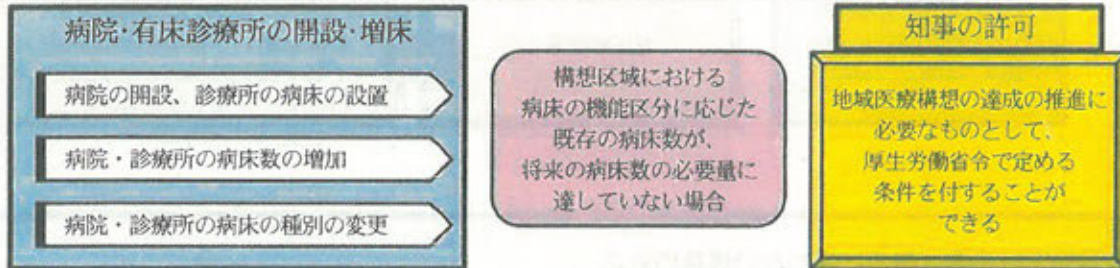 病院・有床診療所の開設・増床
病院の開設、診療所の病床の設置
病院・診療所の病床数の増加
病院・診療所の病床の種別の変更
構想区域における
病床の機能区分に応じた
既存の病床数が、
将来の病床数の必要量に
達していない場合
知事の許可
地域医療構想の達成の推進に
必要なものとして、
厚生労働省令で定める
条件を付することが
できる